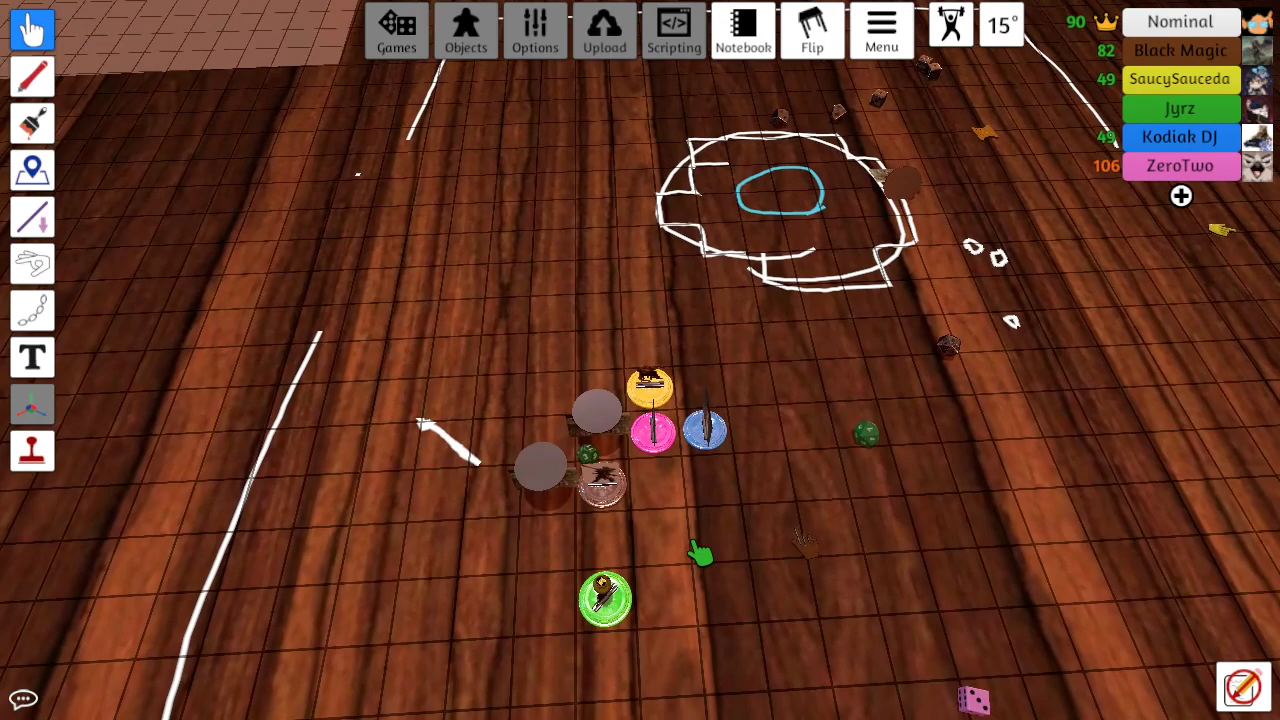 Games Objects Options Upload Scripting Notebook Flip Menu 15°
90 Nominal
82 Black Magic
49 SaucySauceda
Jyrz
49 Kodiak DJ
106 ZeroTwo
T